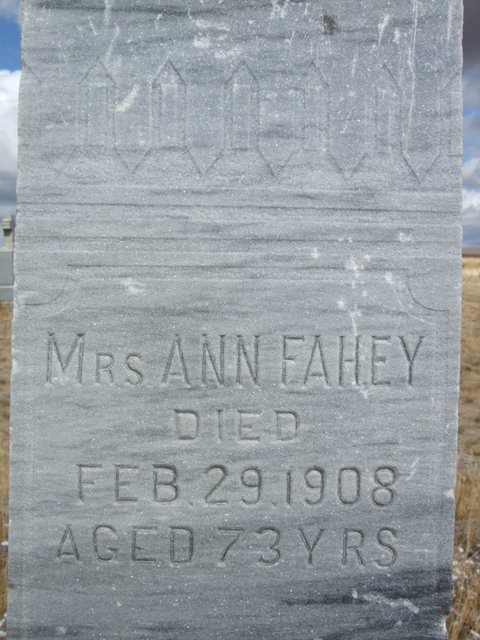 MRS ANN FAHEY
DIED
FEB. 29. 1908
AGED 73 YRS